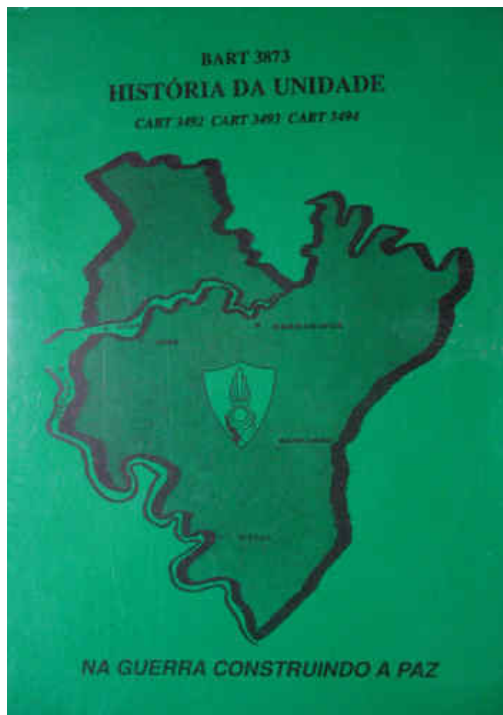 BART 3873
HISTÓRIA DA UNIDADE
CART 3492 CART 3493 CART 3494
NA GUERRA CONSTRUINDO A PAZ